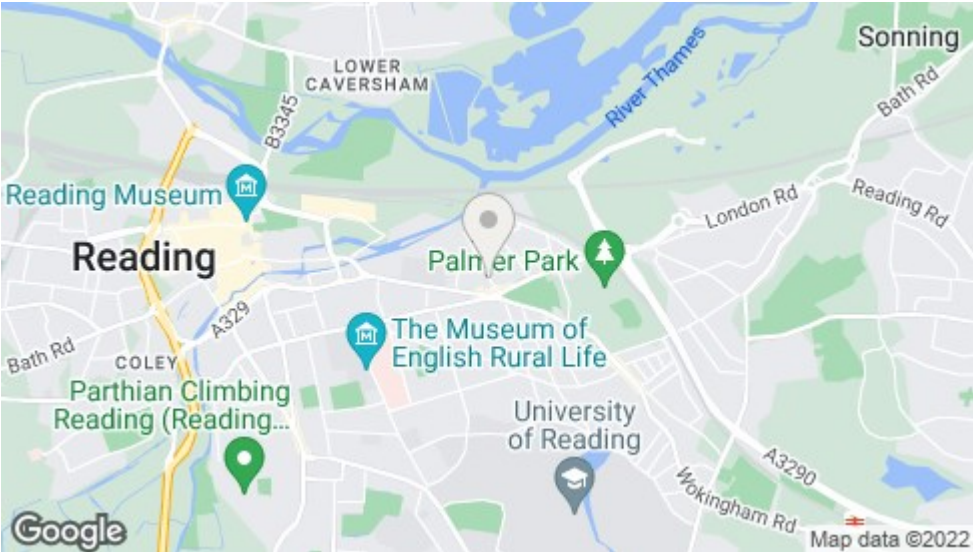 Sonning
LOWER
CAVERSHAM
River Thames
Bath Rd
B3345
Reading Museum
London Rd
Reading Rd
Reading
Palmer Park
A329
The Museum of
English Rural Life
Bath Rd
COLEY
Parthian Climbing
Reading (Reading...
University
of Reading
A3290
Wokingham Rd
Google
Map data ©2022